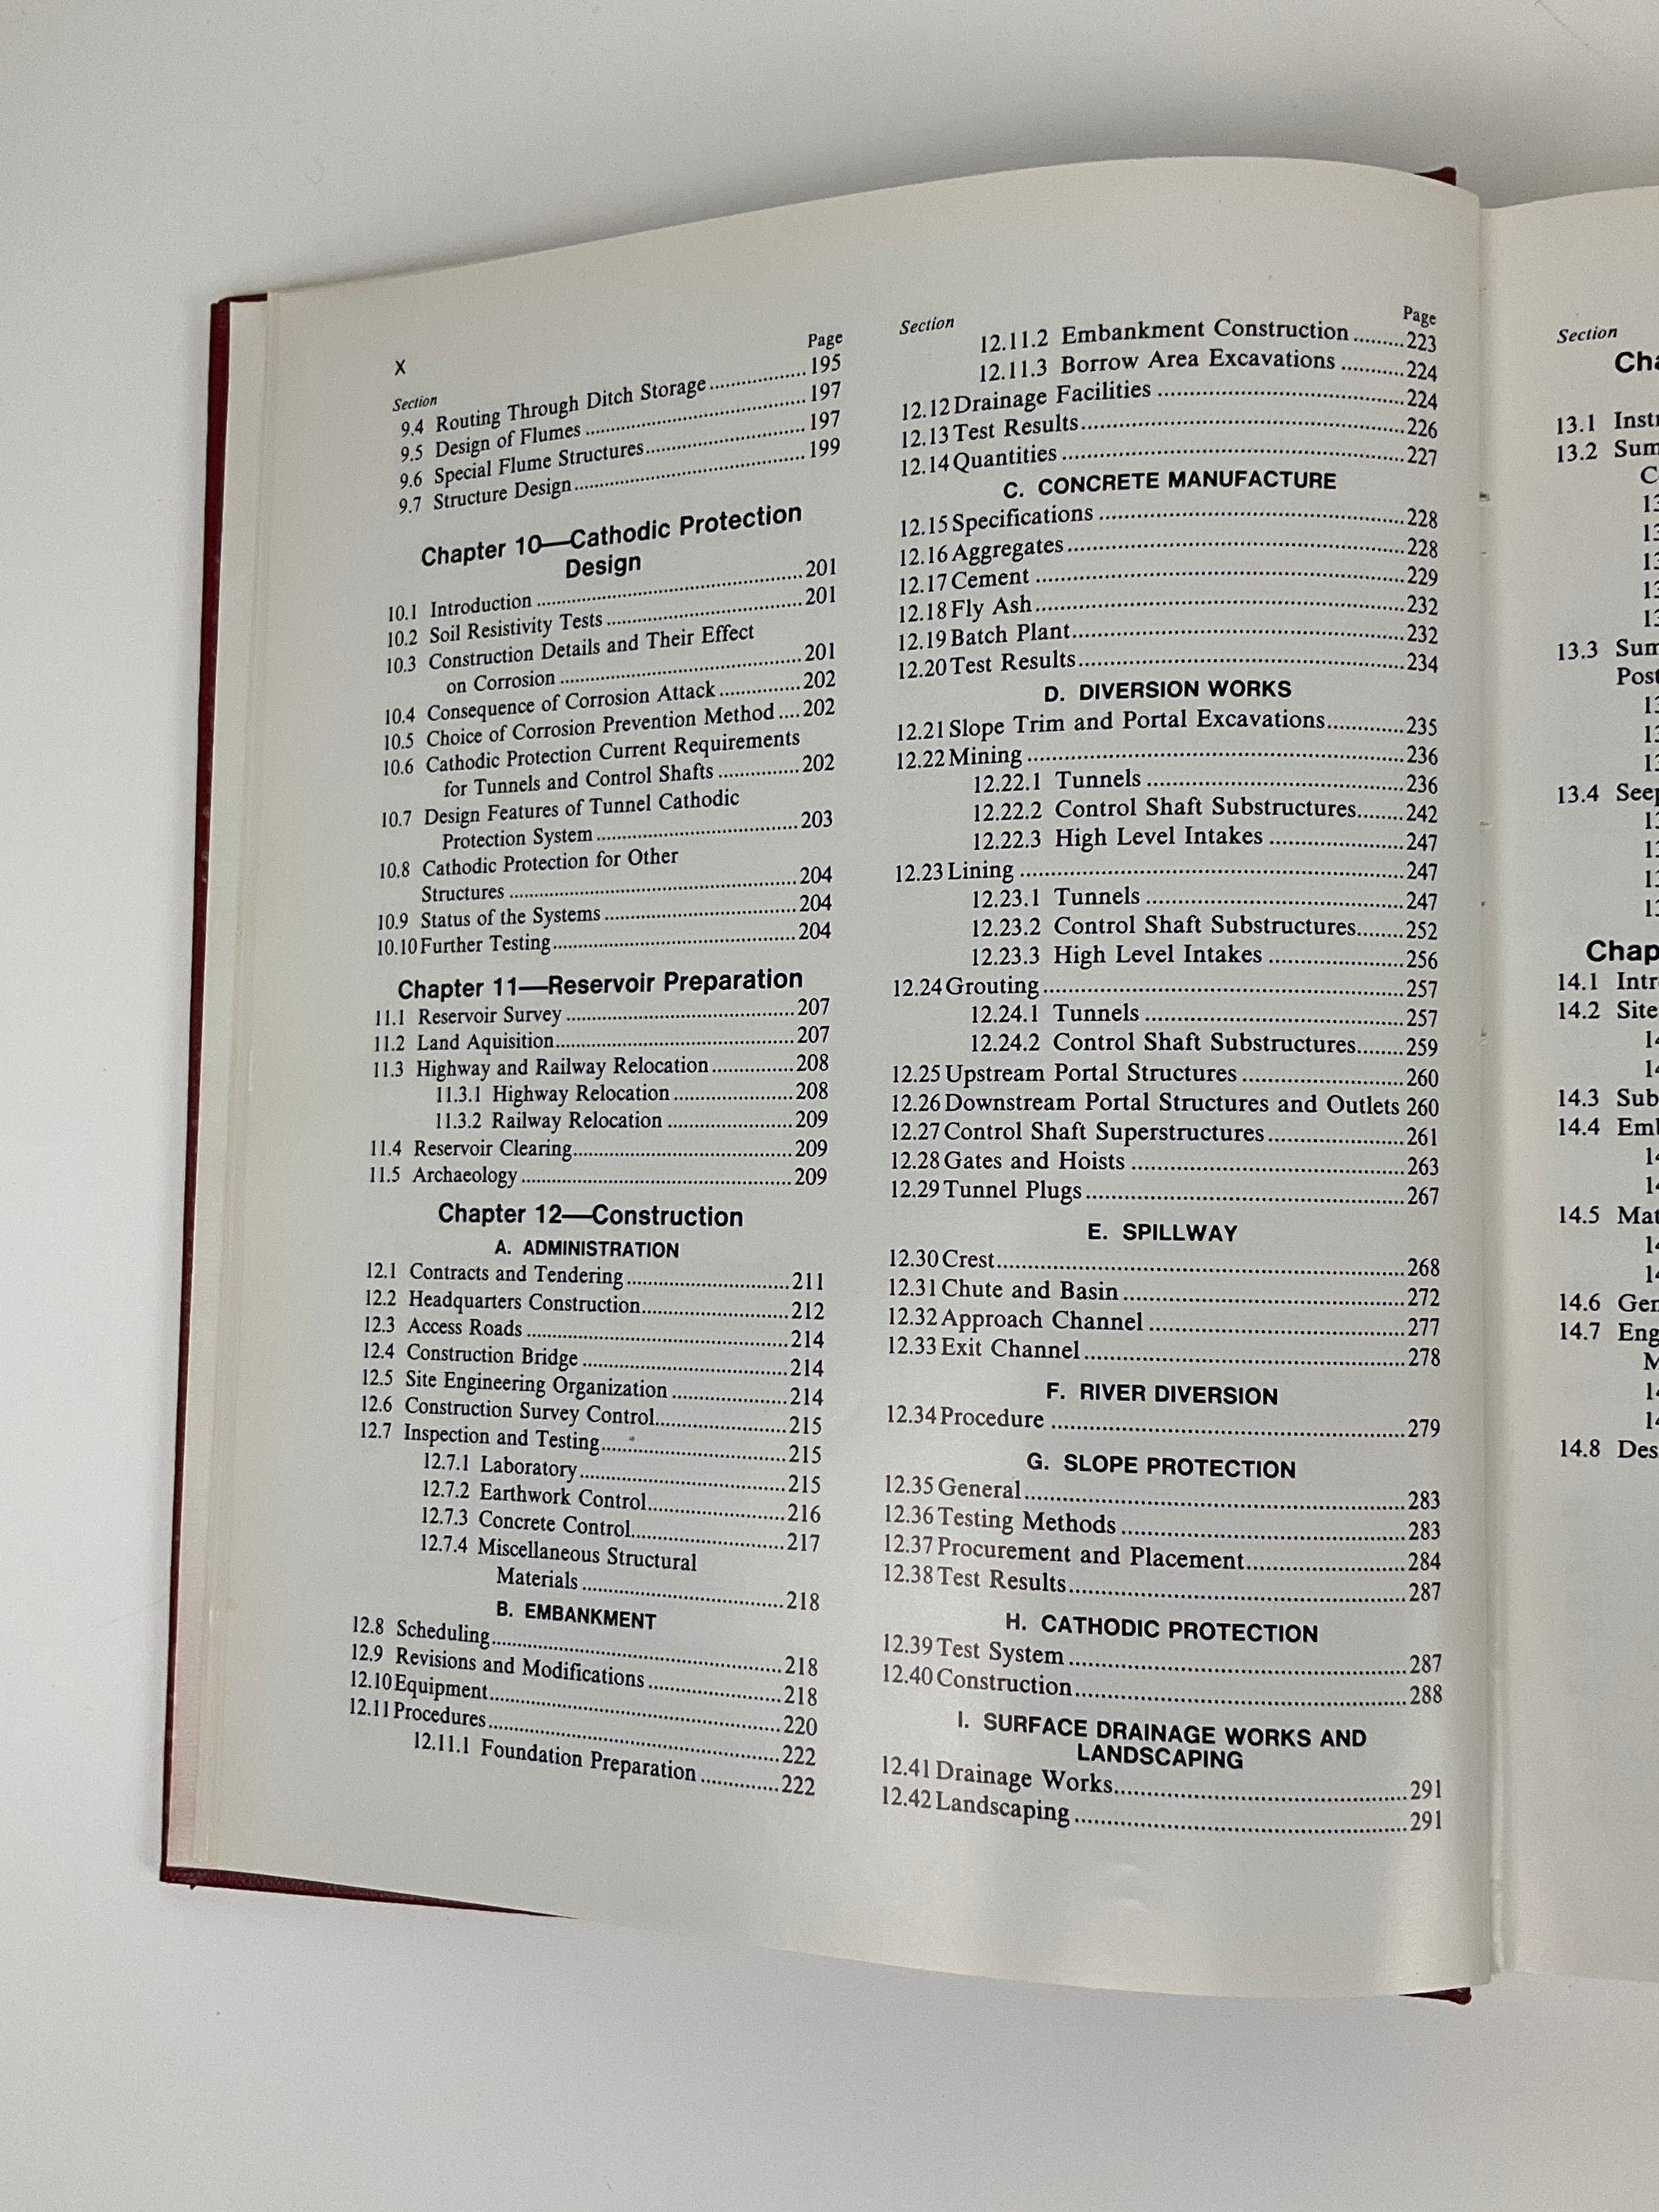 X
Section Page
9.4 Routing Through Ditch Storage.................195
9.5 Design of Flumes.................197
9.6 Special Flume Structures.................197
9.7 Structure Design.................199
Chapter 10—Cathodic Protection
Design
10.1 Introduction.................201
10.2 Soil Resistivity Tests.................201
10.3 Construction Details and Their Effect
on Corrosion.................201
10.4 Consequence of Corrosion Attack.................202
10.5 Choice of Corrosion Prevention Method....202
10.6 Cathodic Protection Current Requirements
for Tunnels and Control Shafts.................202
10.7 Design Features of Tunnel Cathodic
Protection System.................203
10.8 Cathodic Protection for Other
Structures.................204
10.9 Status of the Systems.................204
10.10 Further Testing.................204
Chapter 11—Reservoir Preparation
11.1 Reservoir Survey.................207
11.2 Land Aquisition.................207
11.3 Highway and Railway Relocation.................208
11.3.1 Highway Relocation.................208
11.3.2 Railway Relocation.................209
11.4 Reservoir Clearing.................209
11.5 Archaeology.................209
Chapter 12—Construction
A. ADMINISTRATION
12.1 Contracts and Tendering.................211
12.2 Headquarters Construction.................212
12.3 Access Roads.................214
12.4 Construction Bridge.................214
12.5 Site Engineering Organization.................214
12.6 Construction Survey Control.................215
12.7 Inspection and Testing.................215
12.7.1 Laboratory.................215
12.7.2 Earthwork Control.................216
12.7.3 Concrete Control.................217
12.7.4 Miscellaneous Structural
Materials.................218
B. EMBANKMENT
12.8 Scheduling.................218
12.9 Revisions and Modifications.................218
12.10 Equipment.................220
12.11 Procedures.................222
12.11.1 Foundation Preparation.................222
Section Page
12.11.2 Embankment Construction.........223
12.11.3 Borrow Area Excavations..........224
12.12 Drainage Facilities.................224
12.13 Test Results.................226
12.14 Quantities.................227
C. CONCRETE MANUFACTURE
12.15 Specifications.................228
12.16 Aggregates.................228
12.17 Cement.................229
12.18 Fly Ash.................232
12.19 Batch Plant.................232
12.20 Test Results.................234
D. DIVERSION WORKS
12.21 Slope Trim and Portal Excavations.............235
12.22 Mining.................236
12.22.1 Tunnels.................236
12.22.2 Control Shaft Substructures........242
12.22.3 High Level Intakes.................247
12.23 Lining.................247
12.23.1 Tunnels.................247
12.23.2 Control Shaft Substructures........252
12.23.3 High Level Intakes.................256
12.24 Grouting.................257
12.24.1 Tunnels.................257
12.24.2 Control Shaft Substructures........259
12.25 Upstream Portal Structures.................260
12.26 Downstream Portal Structures and Outlets 260
12.27 Control Shaft Superstructures.................261
12.28 Gates and Hoists.................263
12.29 Tunnel Plugs.................267
E. SPILLWAY
12.30 Crest.................268
12.31 Chute and Basin.................272
12.32 Approach Channel.................277
12.33 Exit Channel.................278
F. RIVER DIVERSION
12.34 Procedure.................279
G. SLOPE PROTECTION
12.35 General.................283
12.36 Testing Methods.................283
12.37 Procurement and Placement.................284
12.38 Test Results.................287
H. CATHODIC PROTECTION
12.39 Test System.................287
12.40 Construction.................288
I. SURFACE DRAINAGE WORKS AND
LANDSCAPING
12.41 Drainage Works.................291
12.42 Landscaping.................291
Section
13.1
13.2
13.3
13.4
14.1
14.2 Site
14.3
14.4
14.5
14.6
14.7
14.8